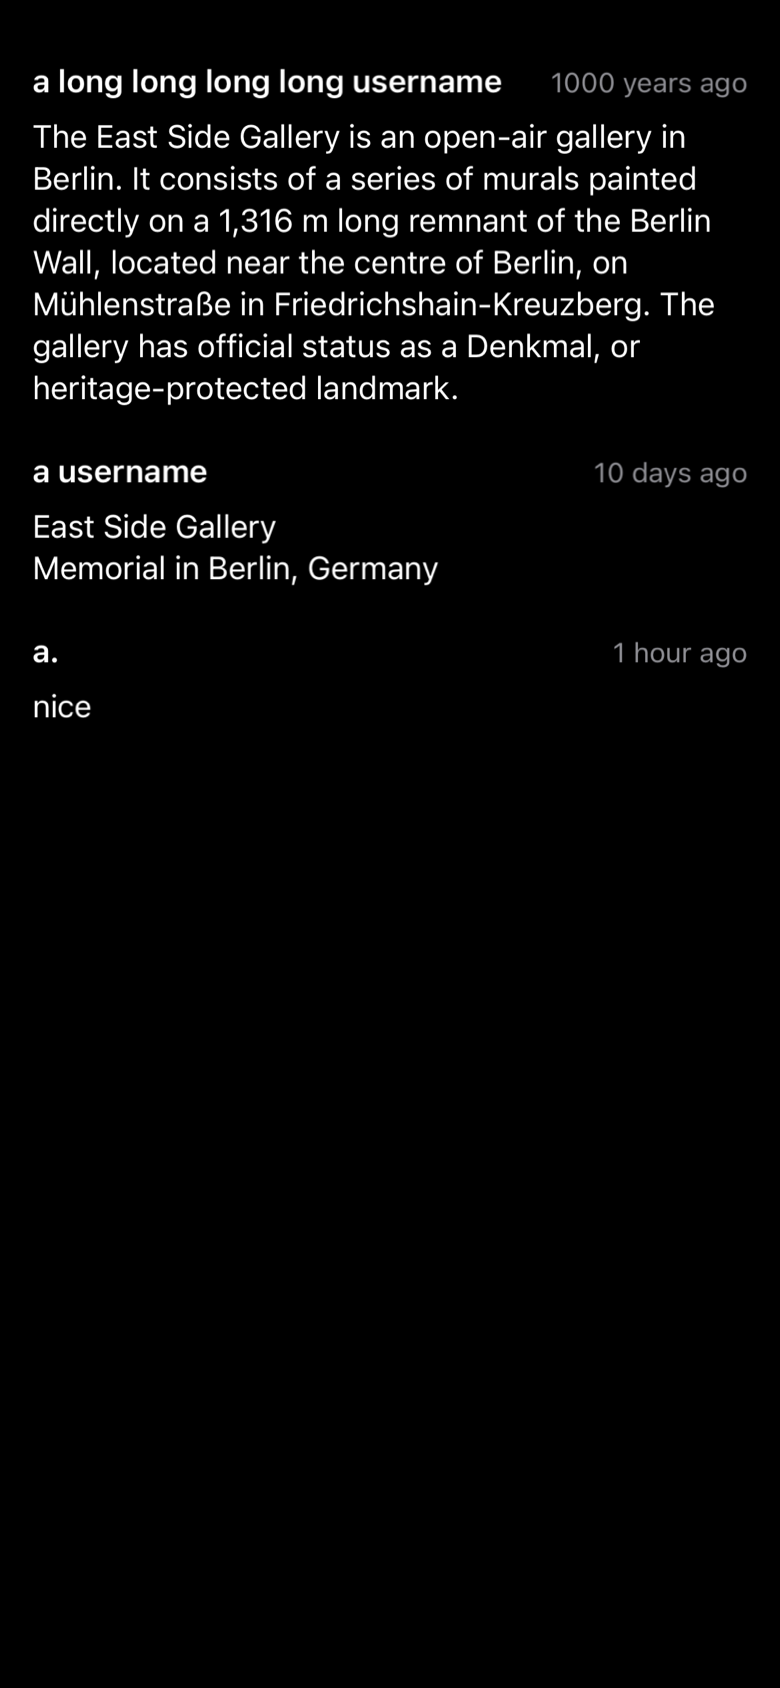 a long long long long username 1000 years ago
The East Side Gallery is an open-air gallery in
Berlin. It consists of a series of murals painted
directly on a 1,316 m long remnant of the Berlin
Wall, located near the centre of Berlin, on
Mühlenstraße in Friedrichshain-Kreuzberg. The
gallery has official status as a Denkmal, or
heritage-protected landmark.
a username 10 days ago
East Side Gallery
Memorial in Berlin, Germany
a. 1 hour ago
nice